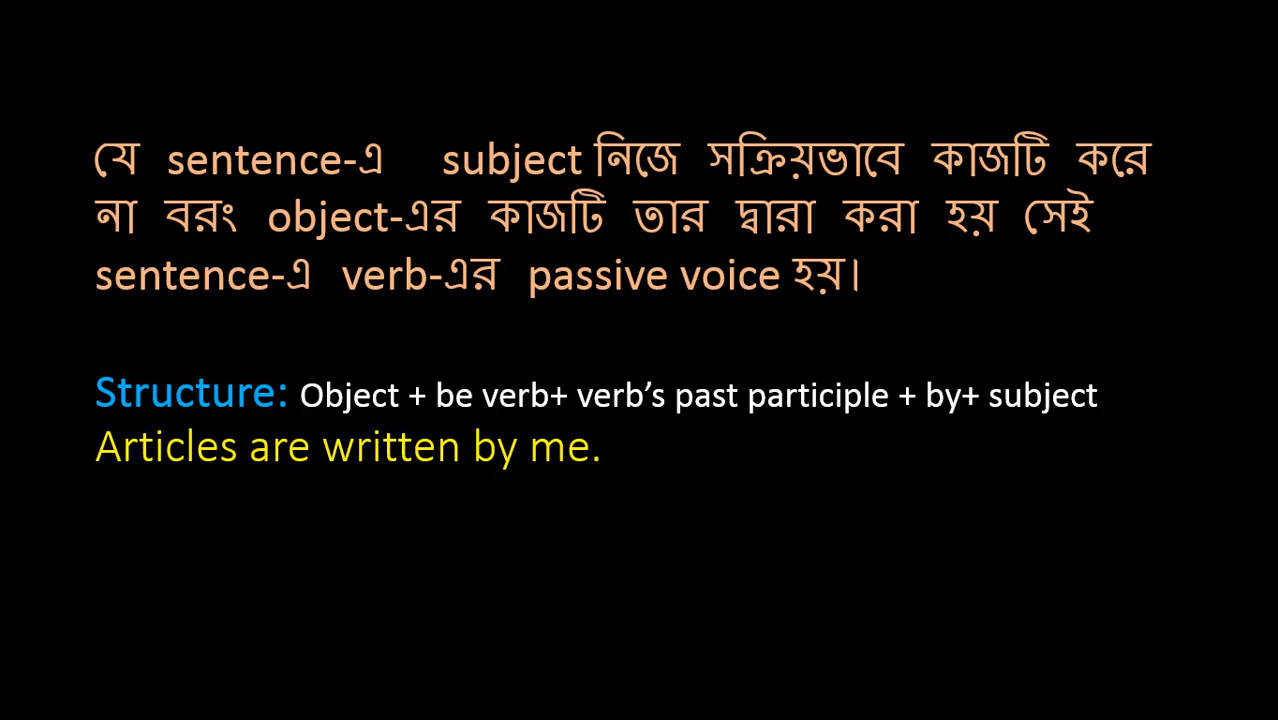 যে sentence-এ subject নিজে সক্রিয়ভাবে কাজটি করে
না বরং object-এর কাজটি তার দ্বারা করা হয় সেই
sentence-এ verb-এর passive voice হয়।
Structure: Object + be verb+ verb’s past participle + by+ subject
Articles are written by me.